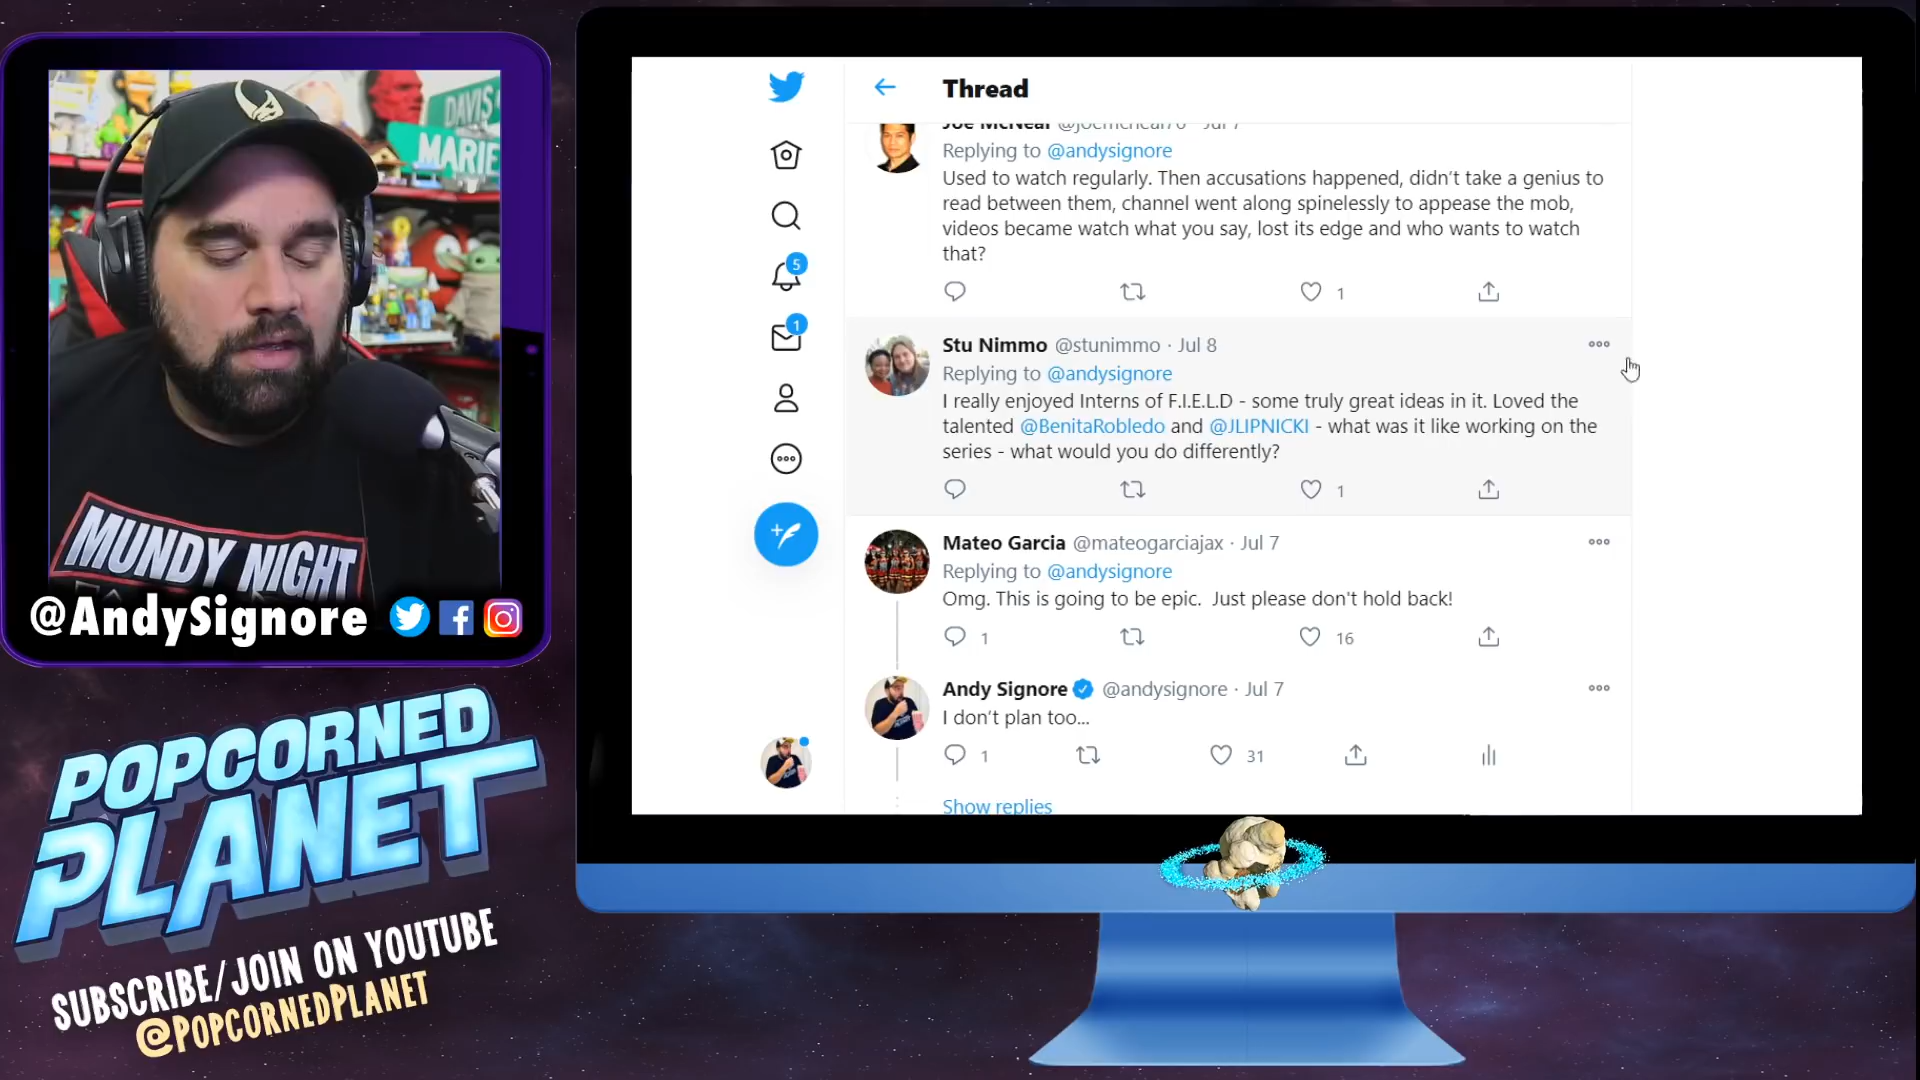 DAVIS
MARIE
MUNDY NIGHT
@AndySignore
POPCORNED
PLANET
SUBSCRIBE/JOIN ON YOUTUBE
@POPCORNEDPLANET
Thread
Joe McNeal @joemcneal76 · Jul 7
Replying to @andysignore
Used to watch regularly. Then accusations happened, didn't take a genius to
read between them, channel went along spinelessly to appease the mob,
videos became watch what you say, lost its edge and who wants to watch
that?
1
5
1
Stu Nimmo @stunimmo · Jul 8
Replying to @andysignore
I really enjoyed Interns of F.I.E.L.D - some truly great ideas in it. Loved the
talented @BenitaRobledo and @JLIPNICKI - what was it like working on the
series - what would you do differently?
1
Mateo Garcia @mateogarciajax · Jul 7
Replying to @andysignore
Omg. This is going to be epic. Just please don't hold back!
1 16
Andy Signore @andysignore · Jul 7
I don't plan too...
1 31
Show replies